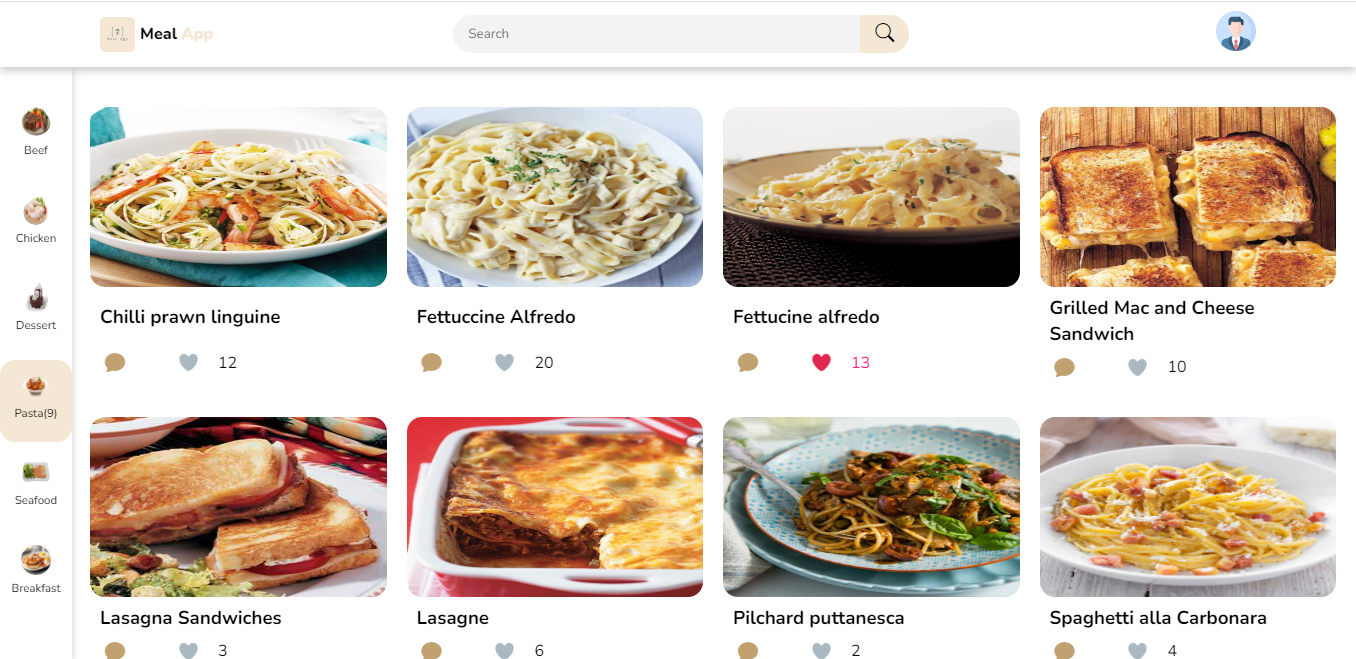 Meal App
Search
Beef
Chicken
Dessert
Pasta(9)
Seafood
Breakfast
Chilli prawn linguine
12
Fettuccine Alfredo
20
Fettucine alfredo
13
Grilled Mac and Cheese
Sandwich
10
Lasagna Sandwiches
3
Lasagne
6
Pilchard puttanesca
2
Spaghetti alla Carbonara
4